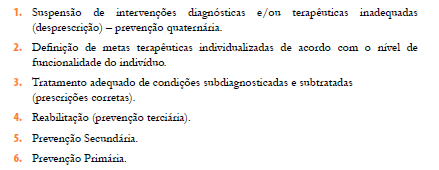 1. Suspensão de intervenções diagnósticas e/ou terapêuticas inadequadas
(desprescrição) – prevenção quaternária.
2. Definição de metas terapêuticas individualizadas de acordo com o nível de
funcionalidade do indivíduo.
3. Tratamento adequado de condições subdiagnosticadas e subtratadas
(prescrições corretas).
4. Reabilitação (prevenção terciária).
5. Prevenção Secundária.
6. Prevenção Primária.